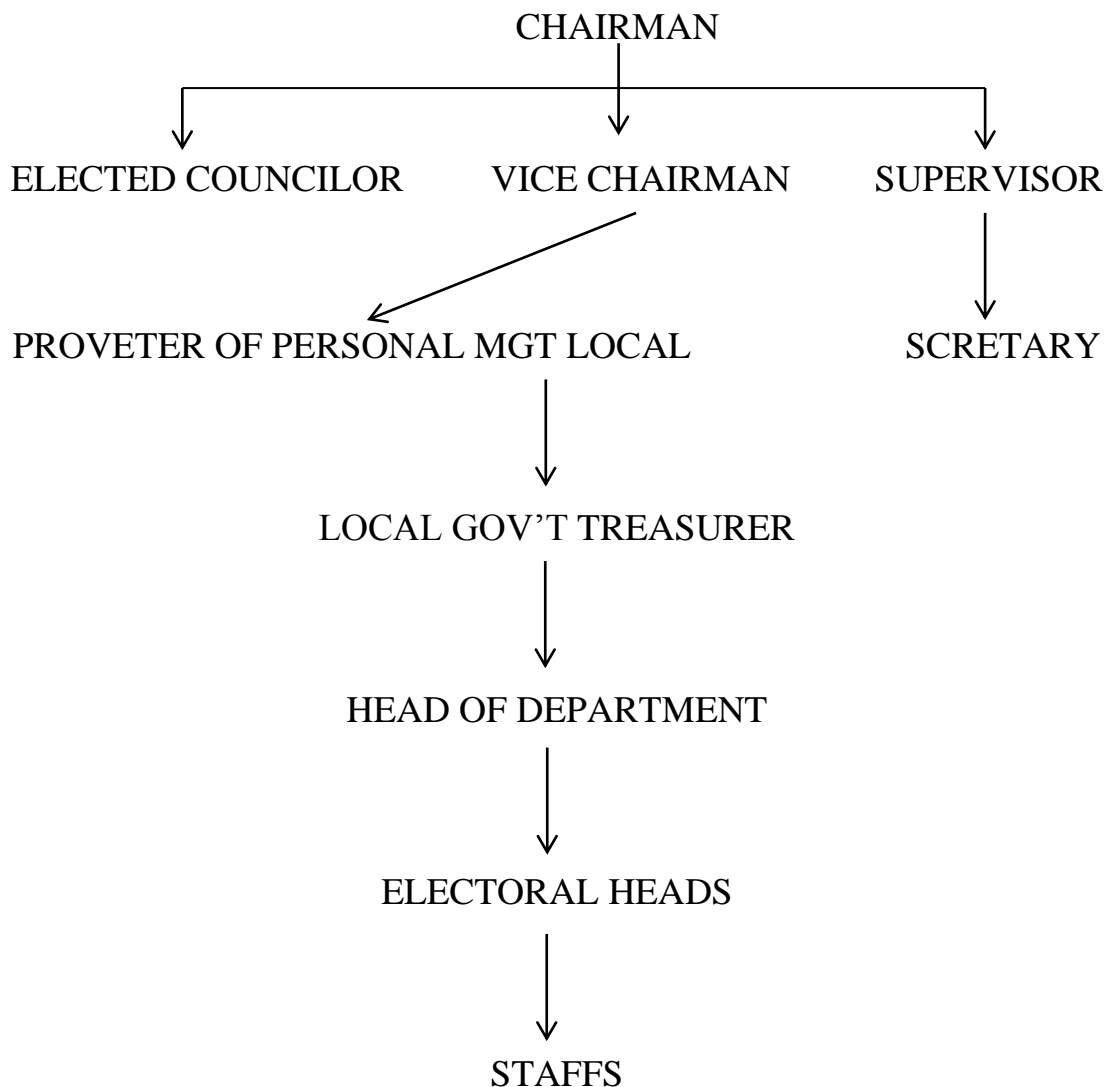 CHAIRMAN
ELECTED COUNCILOR VICE CHAIRMAN SUPERVISOR
PROVETER OF PERSONAL MGT LOCAL SCRETARY
LOCAL GOV’T TREASURER
HEAD OF DEPARTMENT
ELECTORAL HEADS
STAFFS